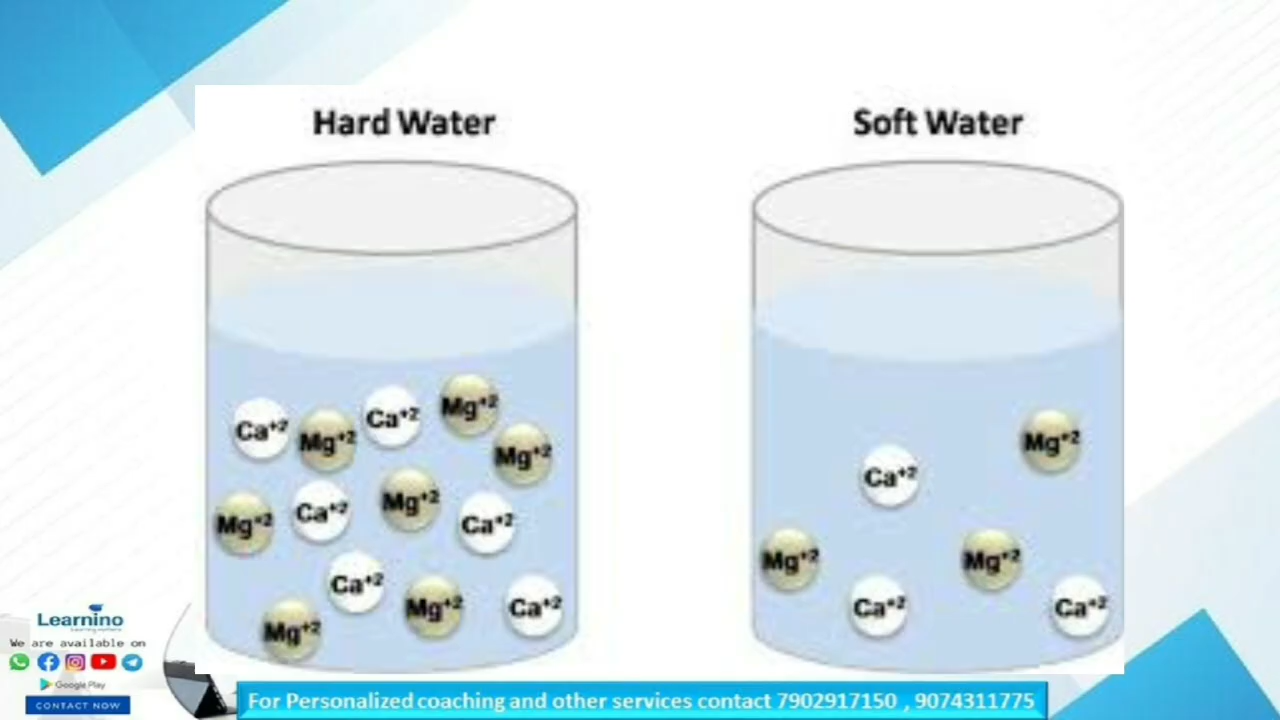 Hard Water
Soft Water
Ca+2
Mg+2
Ca+2
Mg+2
Mg+2
Mg+2
Ca+2
Mg+2
Ca+2
Ca+2
Mg+2
Ca+2
Mg+2
Mg+2
Ca+2
Mg+2
Mg+2
Ca+2
Ca+2
Learnino
We are available on
Google Play
CONTACT NOW
For Personalized coaching and other services contact 7902917150 , 9074311775